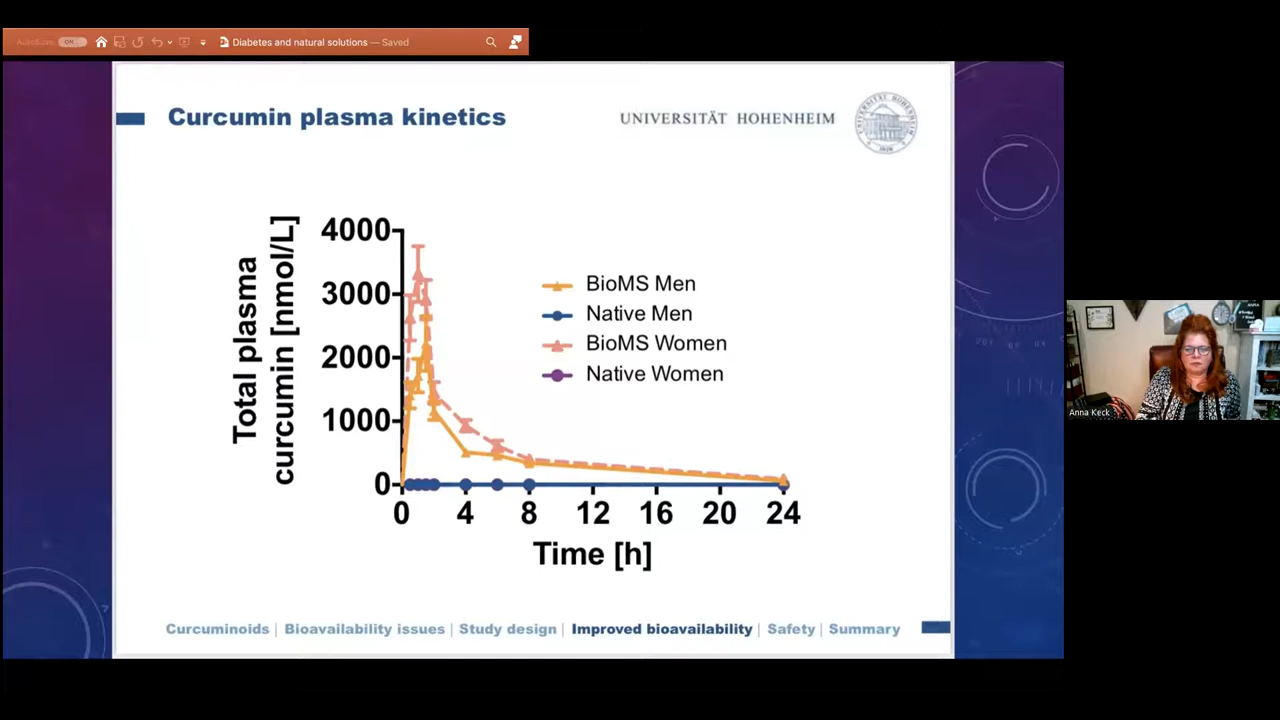 AutoSave ON
Diabetes and natural solutions — Saved
Curcumin plasma kinetics
UNIVERSITÄT HOHENHEIM
Total plasma
curcumin [nmol/L]
4000
3000
2000
1000
0
BioMS Men
Native Men
BioMS Women
Native Women
0 4 8 12 16 20 24
Time [h]
Curcuminoids | Bioavailability issues | Study design | Improved bioavailability | Safety | Summary
Anna Keck